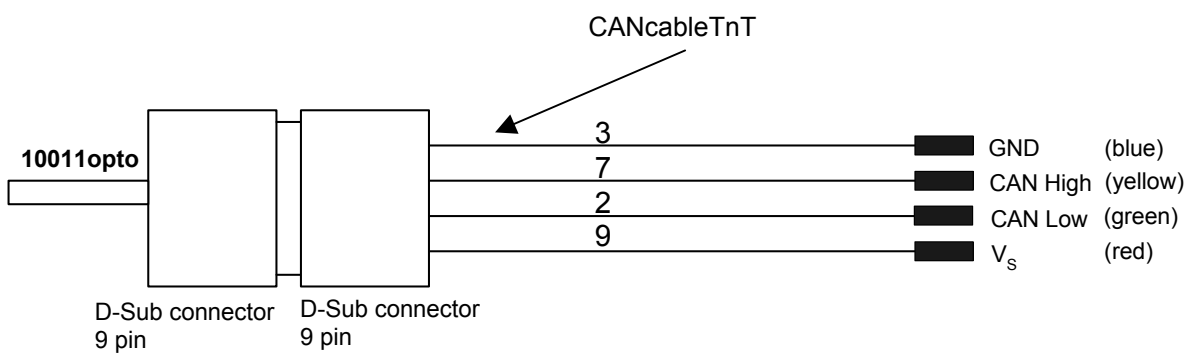 CANcableTnT
10011opto
3
GND (blue)
7
CAN High (yellow)
2
CAN Low (green)
9
VS (red)
D-Sub connector
9 pin
D-Sub connector
9 pin